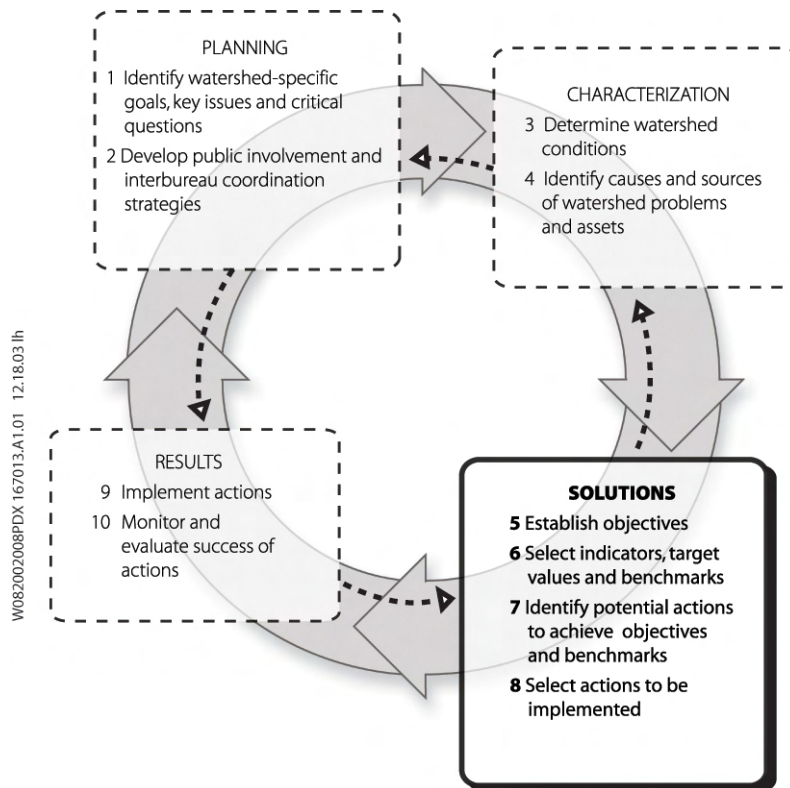 PLANNING
1 Identify watershed-specific
goals, key issues and critical
questions
2 Develop public involvement and
interbureau coordination
strategies
CHARACTERIZATION
3 Determine watershed
conditions
4 Identify causes and sources
of watershed problems
and assets
SOLUTIONS
5 Establish objectives
6 Select indicators, target
values and benchmarks
7 Identify potential actions
to achieve objectives
and benchmarks
8 Select actions to be
implemented
RESULTS
9 Implement actions
10 Monitor and
evaluate success of
actions
W082002008PDX 167013.A1.01 12.18.03 lh